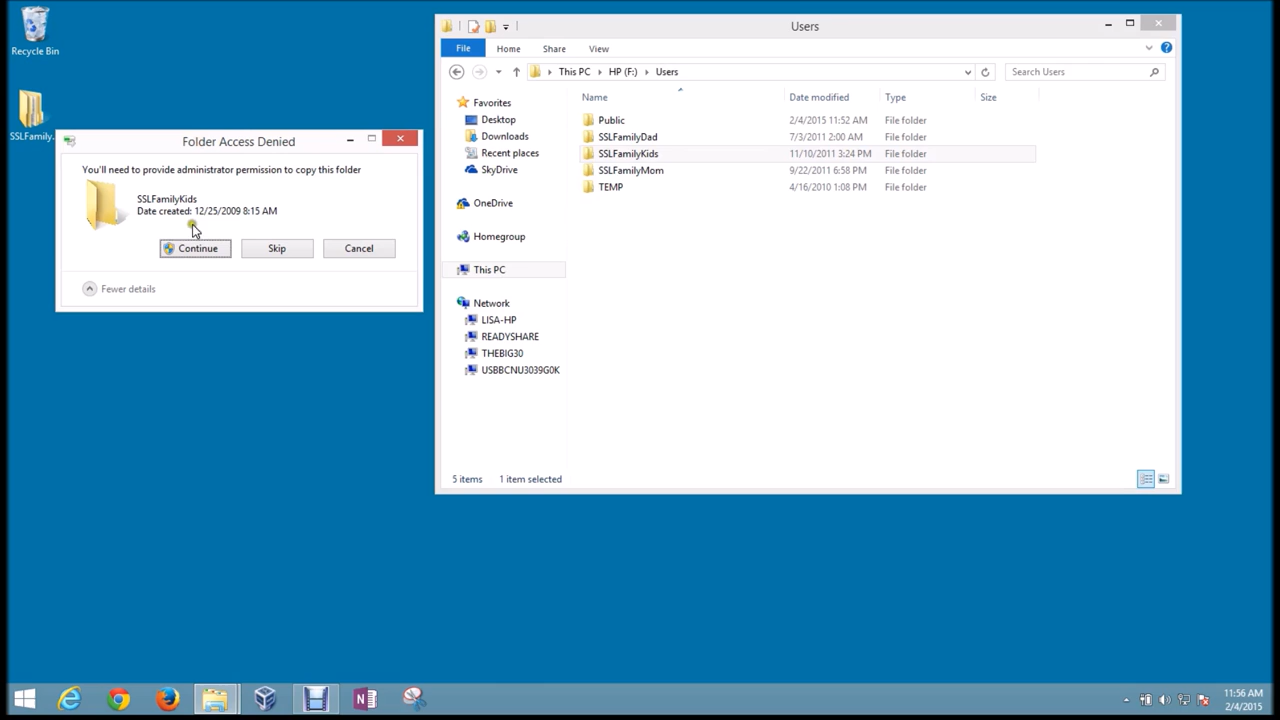 Recycle Bin
SSLFamily...
Folder Access Denied
You'll need to provide administrator permission to copy this folder
SSLFamilyKids
Date created: 12/25/2009 8:15 AM
Continue
Skip
Cancel
Fewer details
Users
File
Home
Share
View
This PC
HP (F:)
Users
Search Users
Favorites
Desktop
Downloads
Recent places
SkyDrive
OneDrive
Homegroup
This PC
Network
LISA-HP
READYSHARE
THEBIG30
USBBCNU3039G0K
Name Date modified Type Size
Public 2/4/2015 11:52 AM File folder
SSLFamilyDad 7/3/2011 2:00 AM File folder
SSLFamilyKids 11/10/2011 3:24 PM File folder
SSLFamilyMom 9/22/2011 6:58 PM File folder
TEMP 4/16/2010 1:08 PM File folder
5 items 1 item selected
11:56 AM
2/4/2015